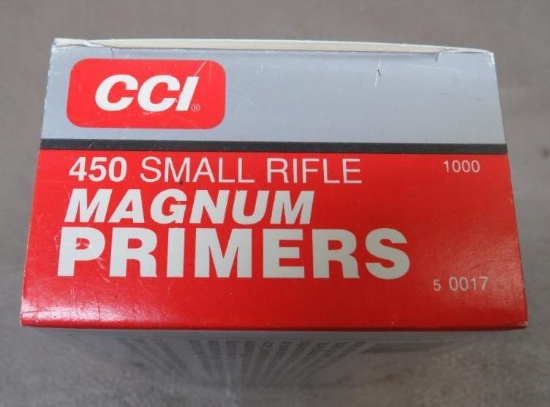 CCI®
450 SMALL RIFLE 1000
MAGNUM
PRIMERS
5 0017